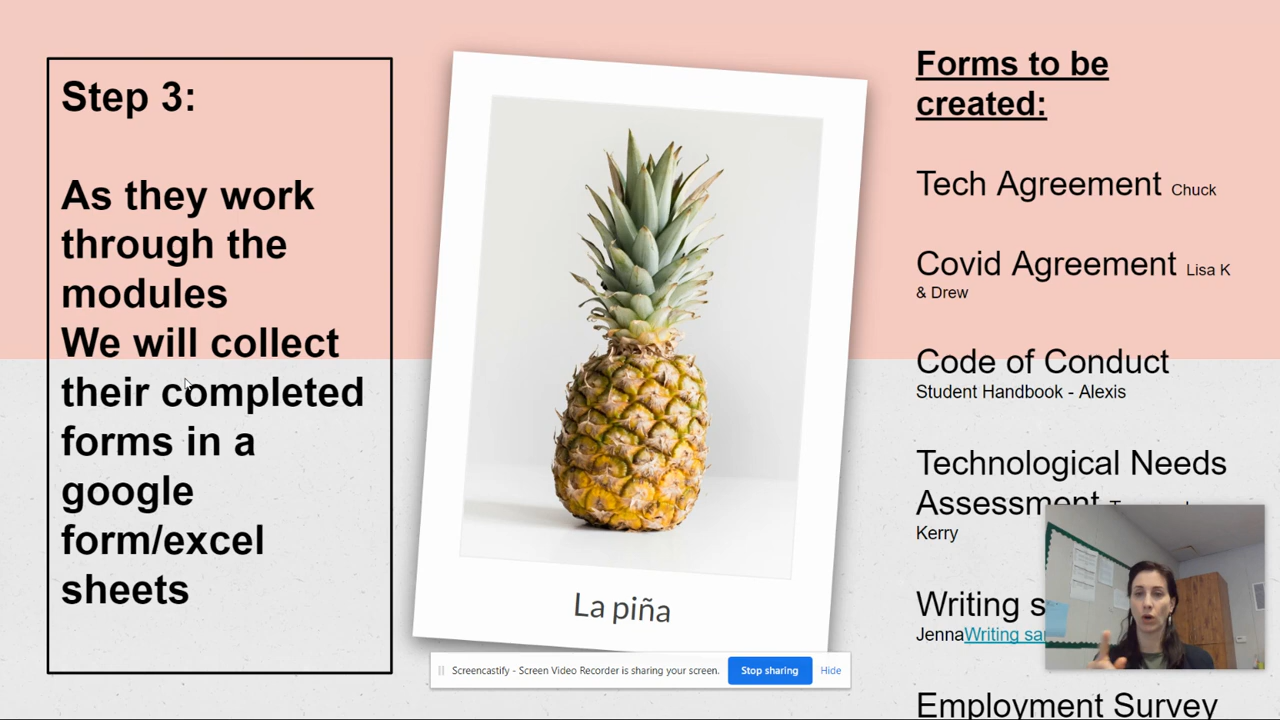 Step 3:
As they work
through the
modules
We will collect
their completed
forms in a
google
form/excel
sheets
La piña
Forms to be
created:
Tech Agreement Chuck
Covid Agreement Lisa K
& Drew
Code of Conduct
Student Handbook - Alexis
Technological Needs
Assessment
Kerry
Writing
Jenna Writing
Employment Survey
Screencastify - Screen Video Recorder is sharing your screen.
Stop sharing
Hide